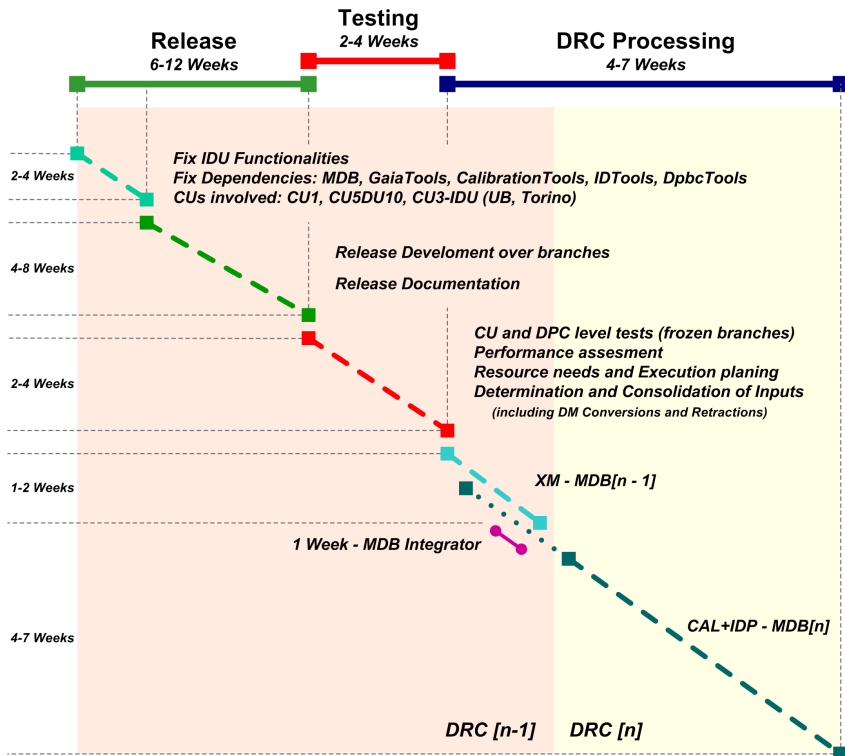 Testing
2-4 Weeks
Release
6-12 Weeks
DRC Processing
4-7 Weeks
2-4 Weeks
Fix IDU Functionalities
Fix Dependencies: MDB, GaiaTools, CalibrationTools, IDTools, DpbcTools
CUs involved: CU1, CU5DU10, CU3-IDU (UB, Torino)
4-8 Weeks
Release Develoment over branches
Release Documentation
2-4 Weeks
CU and DPC level tests (frozen branches)
Performance assesment
Resource needs and Execution planing
Determination and Consolidation of Inputs
(including DM Conversions and Retractions)
1-2 Weeks
XM - MDB[n - 1]
1 Week - MDB Integrator
4-7 Weeks
CAL+IDP - MDB[n]
DRC [n-1]
DRC [n]